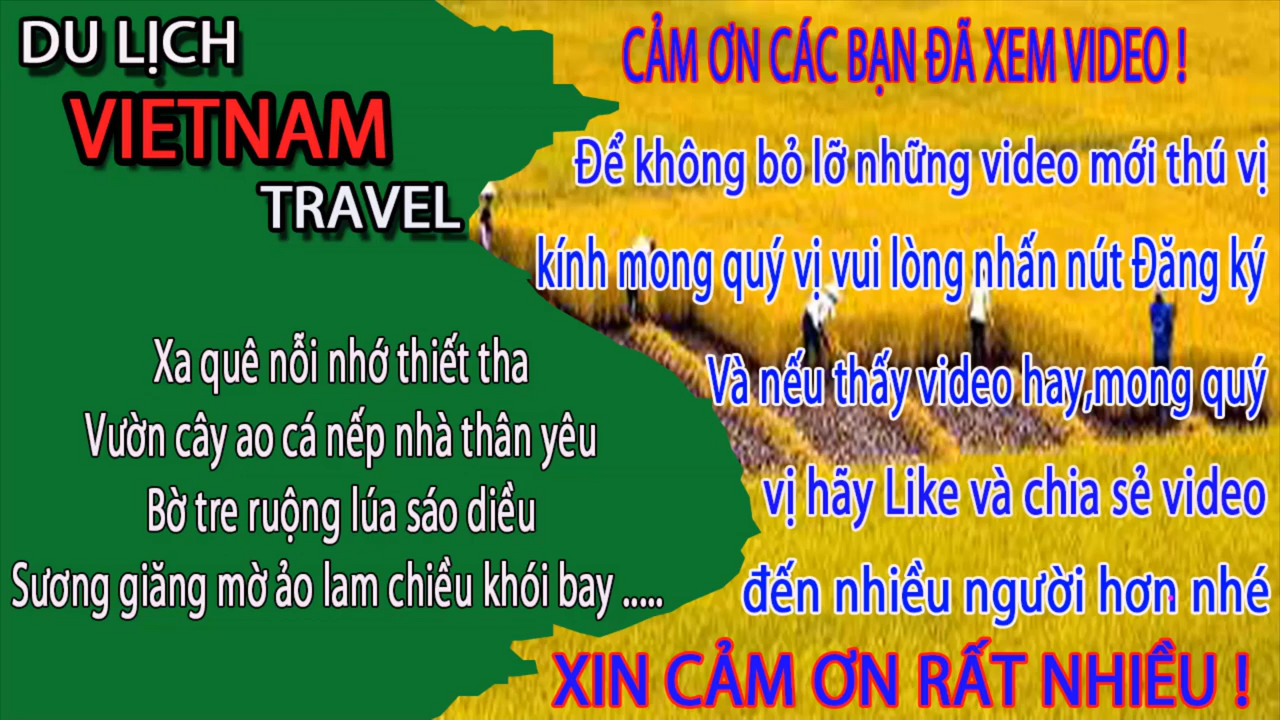 DU LỊCH
VIETNAM
TRAVEL
Xa quê nỗi nhớ thiết tha
Vườn cây ao cá nếp nhà thân yêu
Bờ tre ruộng lúa sáo diều
Sương giăng mờ ảo lam chiều khói bay .....
CẢM ƠN CÁC BẠN ĐÃ XEM VIDEO !
Để không bỏ lỡ những video mới thú vị
kính mong quý vị vui lòng nhấn nút Đăng ký
Và nếu thấy video hay,mong quý
vị hãy Like và chia sẻ video
đến nhiều người hơn nhé
XIN CẢM ƠN RẤT NHIỀU !